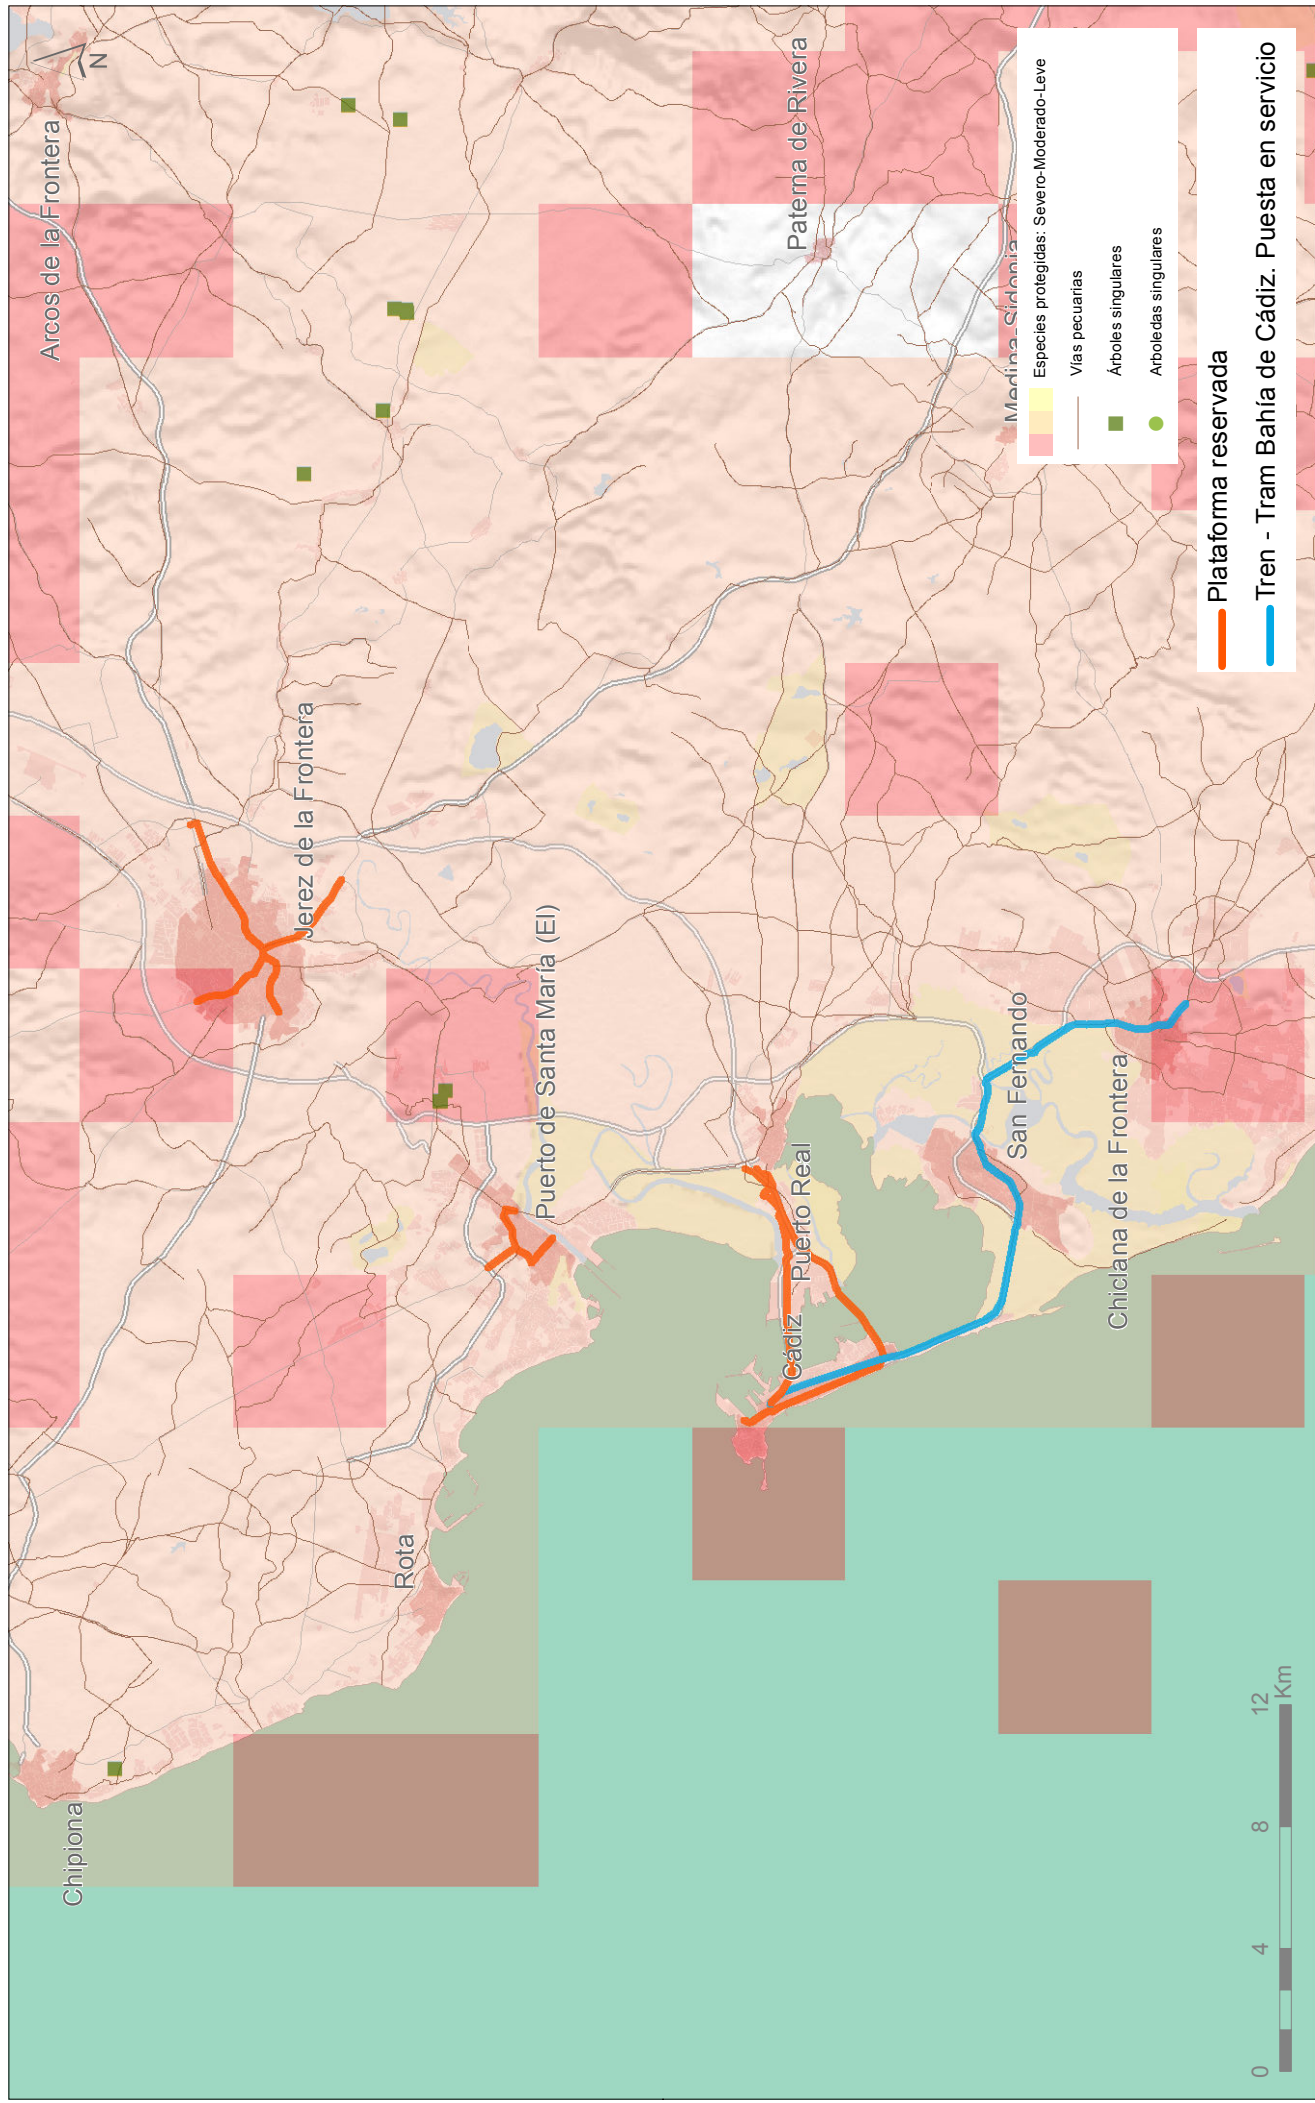 N
Arcos de la Frontera
Chipiona
Jerez de la Frontera
Rota
Puerto de Santa María (El)
Paterna de Rivera
Puerto Real
Cádiz
Medina-Sidonia
San Fernando
Chiclana de la Frontera
Especies protegidas: Severo-Moderado-Leve
Vías pecuarias
Árboles singulares
Arboledas singulares
Plataforma reservada
Tren - Tram Bahía de Cádiz. Puesta en servicio
0 4 8 12
Km